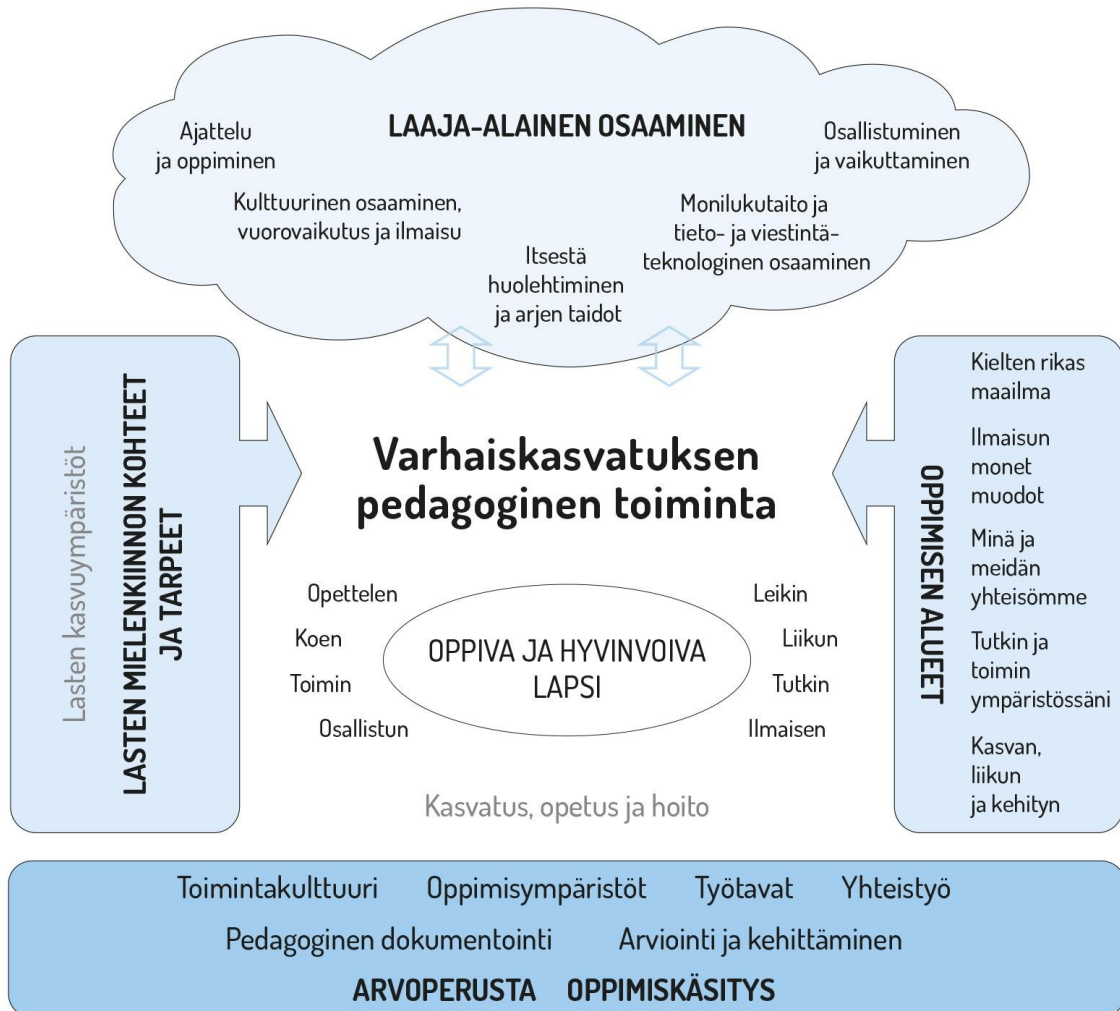 LAAJA-ALAINEN OSAAMINEN
Ajattelu
ja oppiminen
Kulttuurinen osaaminen,
vuorovaikutus ja ilmaisu
Itsestä
huolehtiminen
ja arjen taidot
Monilukutaito ja
tieto- ja viestintä-
teknologinen osaaminen
Osallistuminen
ja vaikuttaminen
Lasten kasvuympäristöt
LASTEN MIELENKIINNON KOHTEET
JA TARPEET
Varhaiskasvatuksen
pedagoginen toiminta
Opettelen
Koen
Toimin
Osallistun
OPPIVA JA HYVINVOIVA
LAPSI
Leikin
Liikun
Tutkin
Ilmaisen
Kasvatus, opetus ja hoito
OPPIMISEN ALUEET
Kielten rikas
maailma
Ilmaisun
monet
muodot
Minä ja
meidän
yhteisömme
Tutkin ja
toimin
ympäristössäni
Kasvan,
liikun
ja kehityn
Toimintakulttuuri Oppimisympäristöt Työtavat Yhteistyö
Pedagoginen dokumentointi Arviointi ja kehittäminen
ARVOPERUSTA OPPIMISKÄSITYS